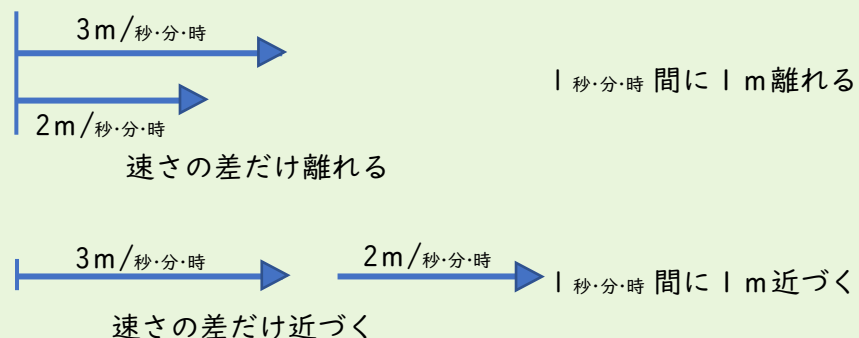 3m/秒･分･時
1 秒･分･時 間に1m離れる
2m/秒･分･時
速さの差だけ離れる
3m/秒･分･時 2m/秒･分･時
1 秒･分･時 間に1m近づく
速さの差だけ近づく